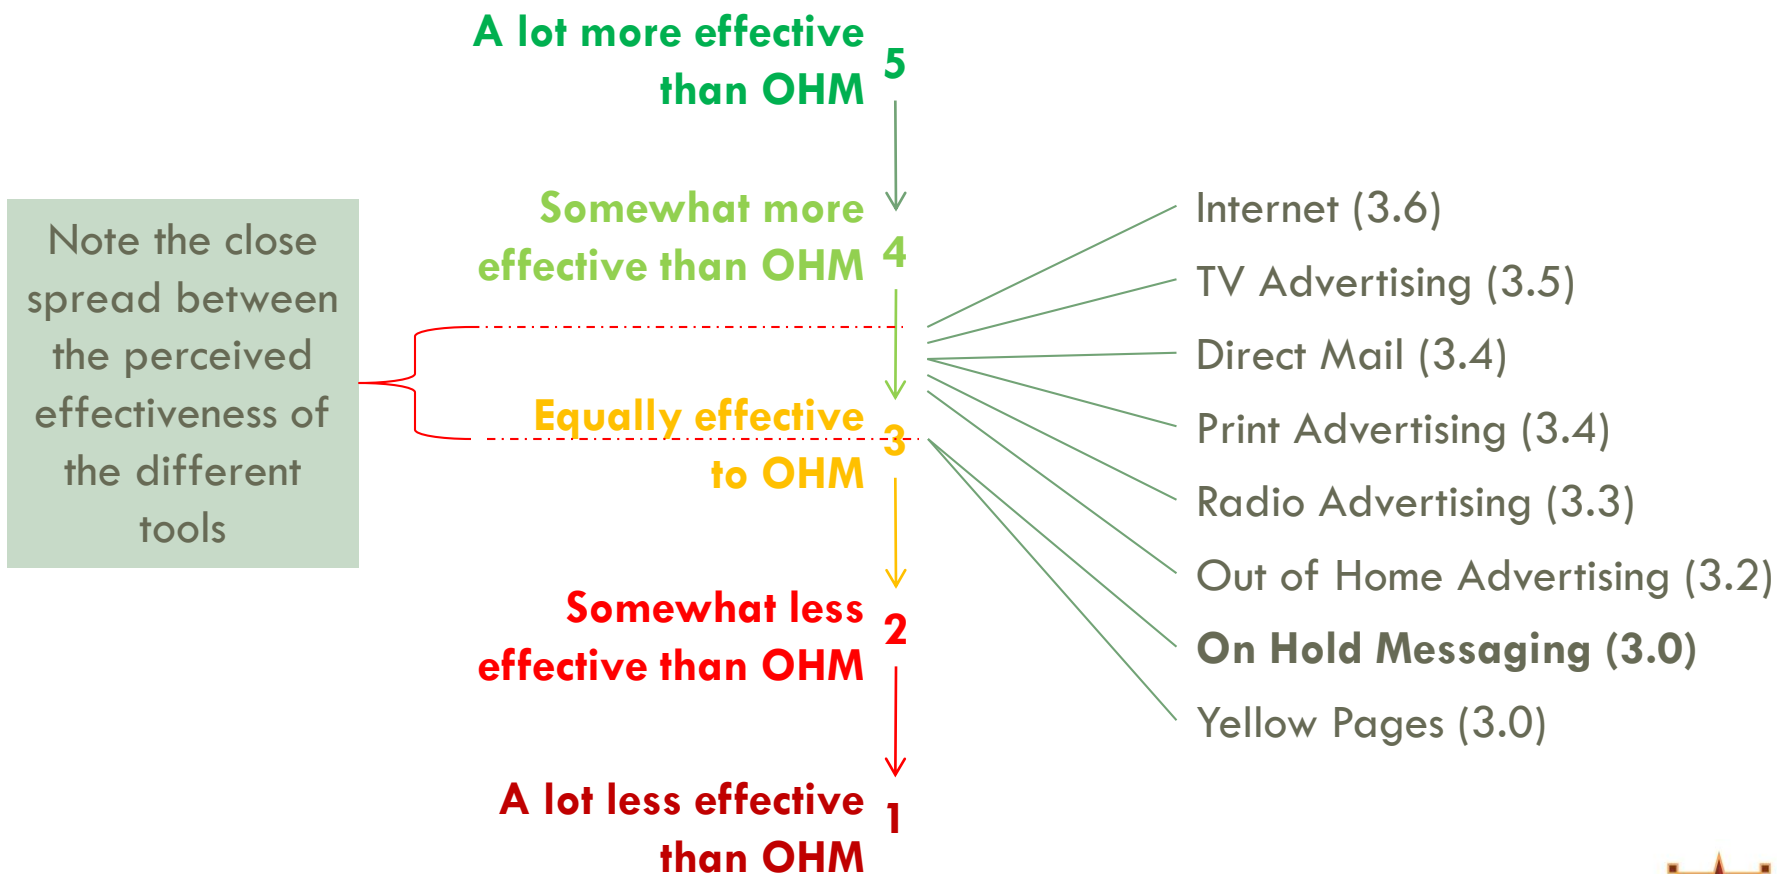 A lot more effective
than OHM
5
Somewhat more
effective than OHM
4
Equally effective
to OHM
3
Somewhat less
effective than OHM
2
A lot less effective
than OHM
1
Note the close
spread between
the perceived
effectiveness of
the different
tools
Internet (3.6)
TV Advertising (3.5)
Direct Mail (3.4)
Print Advertising (3.4)
Radio Advertising (3.3)
Out of Home Advertising (3.2)
On Hold Messaging (3.0)
Yellow Pages (3.0)